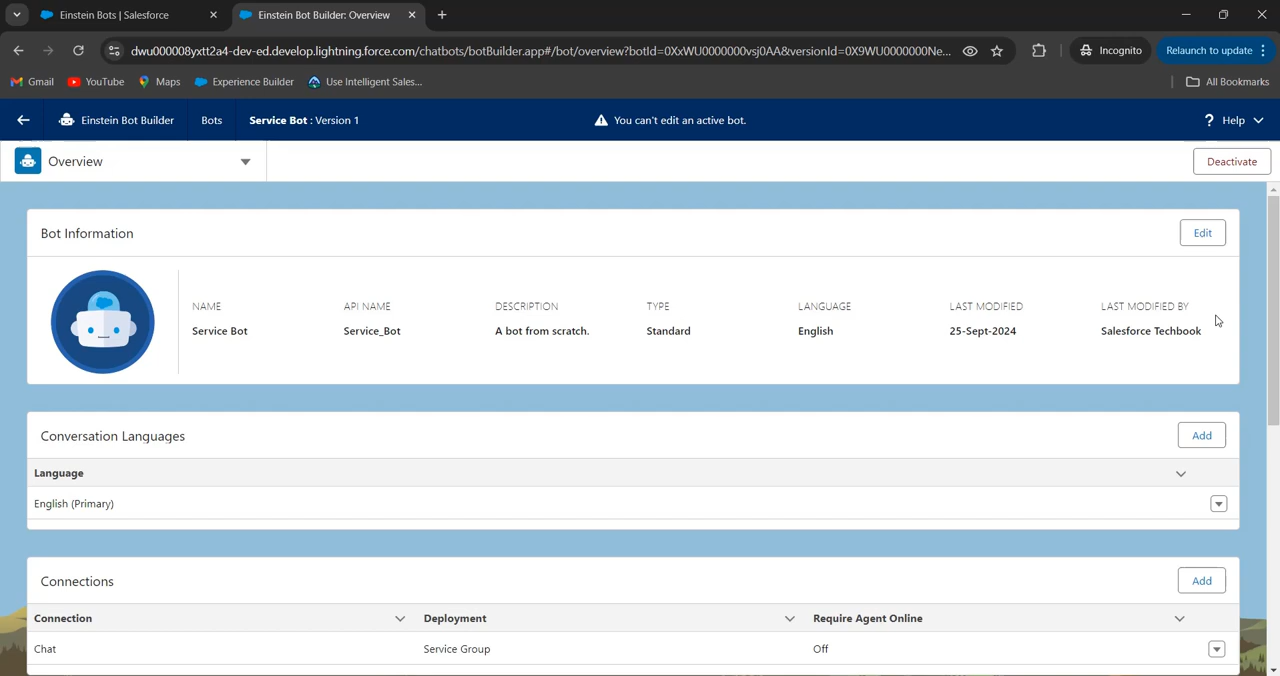 Einstein Bots | Salesforce
Einstein Bot Builder: Overview
dwu000008yxtt2a4-dev-ed.develop.lightning.force.com/chatbots/botBuilder.app#/bot/overview?botId=0XxWU0000000vsj0AA&versionId=0X9WU0000000Ne...
Incognito
Relaunch to update
Gmail
YouTube
Maps
Experience Builder
Use Intelligent Sales...
All Bookmarks
Einstein Bot Builder
Bots
Service Bot : Version 1
You can't edit an active bot.
? Help
Overview
Deactivate
Bot Information
Edit
NAME API NAME DESCRIPTION TYPE LANGUAGE LAST MODIFIED LAST MODIFIED BY
Service Bot Service_Bot A bot from scratch. Standard English 25-Sept-2024 Salesforce Techbook
Conversation Languages
Add
Language
English (Primary)
Connections
Add
Connection Deployment Require Agent Online
Chat Service Group Off